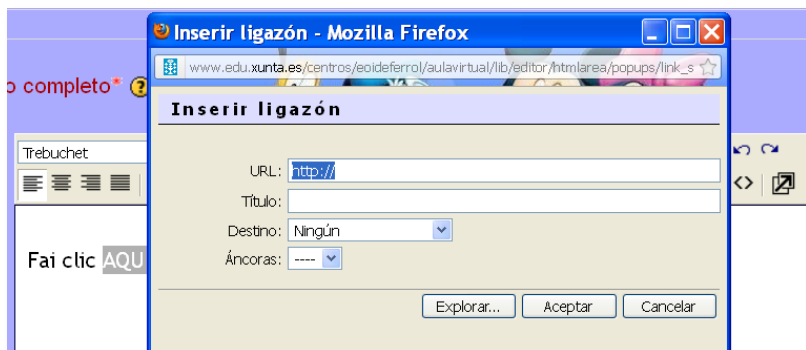 Inserir ligazón - Mozilla Firefox
www.edu.xunta.es/centros/eoideferrol/aulavirtual/lib/editor/htmlarea/popups/link_s
completo* ?
Inserir ligazón
Trebuchet
URL: http://
Título:
Destino: Ningún
Áncoras: ----
Fai clic AQU
Explorar... Aceptar Cancelar